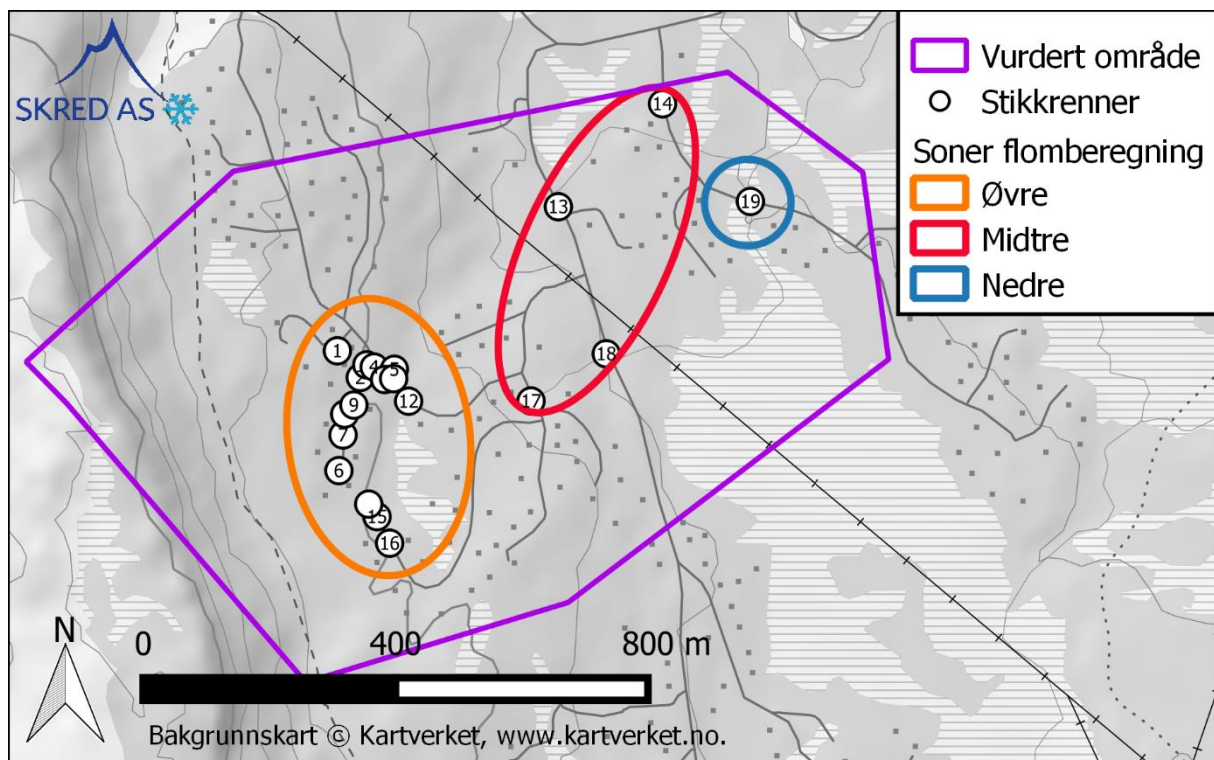 SKRED AS
Vurdert område
Stikkrenner
Soner flomberegning
Øvre
Midtre
Nedre
14
13
19
1
4
5
2
18
9
12
17
7
6
15
16
N
0
400
800 m
Bakgrunnskart © Kartverket, www.kartverket.no.